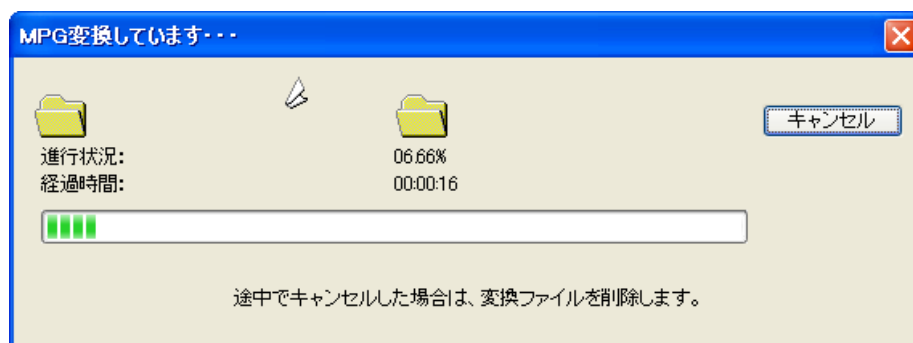 MPG変換しています・・・
キャンセル
進行状況: 06.66%
経過時間: 00:00:16
途中でキャンセルした場合は、変換ファイルを削除します。